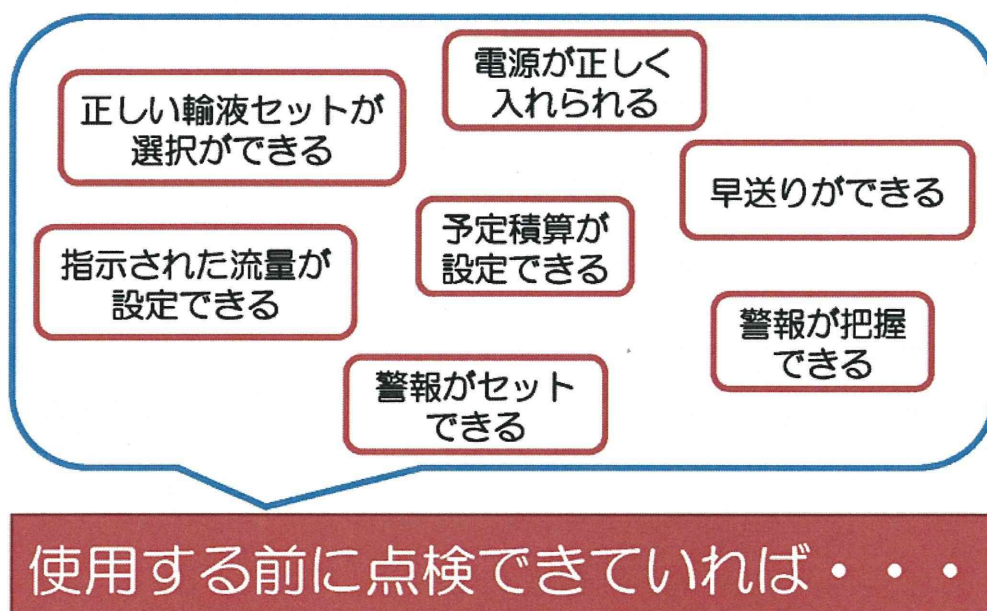 電源が正しく
入れられる
正しい輸液セットが
選択ができる
早送りができる
予定積算が
設定できる
指示された流量が
設定できる
警報が把握
できる
警報がセット
できる
使用する前に点検できていれば・・・